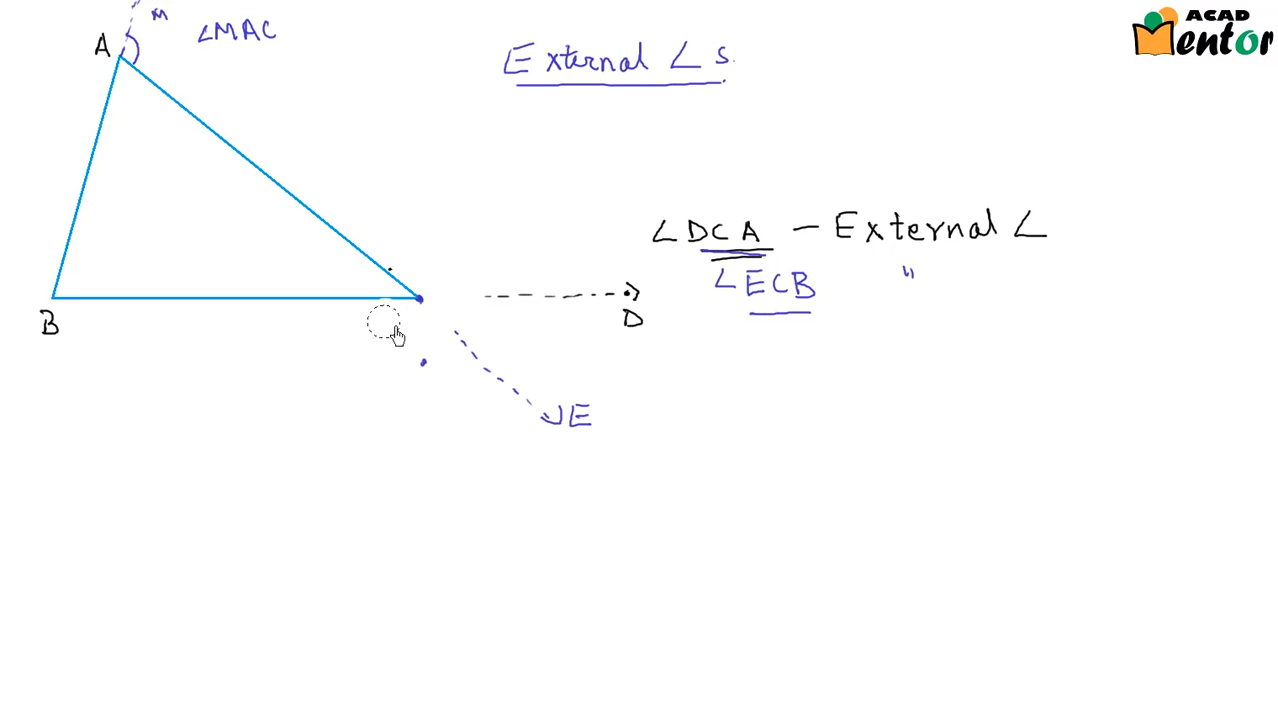 M
∠MAC
A
External ∠ s
ACAD
Mentor
∠DCA – External ∠
∠ECB "
B
D
E